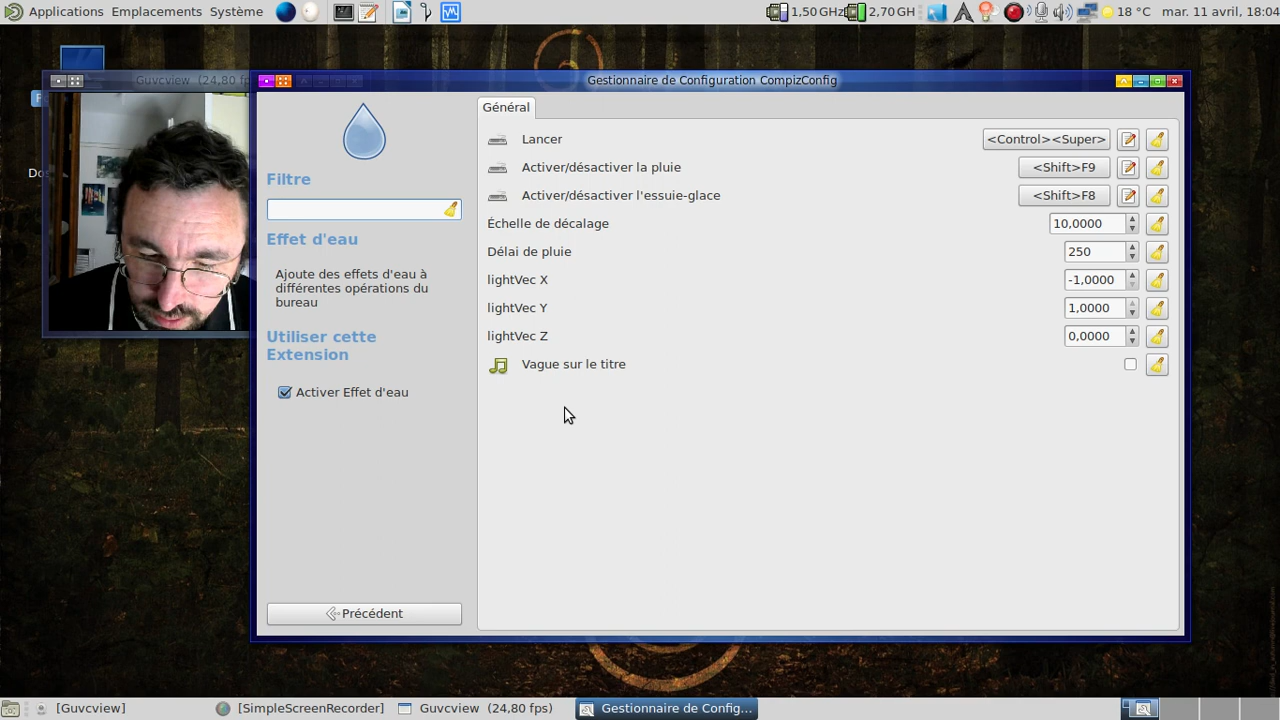 Applications Emplacements Système 1,50 GHz 2,70 GH 18 °C mar. 11 avril, 18:04
Guvcview (24,80 fp
Gestionnaire de Configuration CompizConfig
Général
Lancer <Control><Super>
Activer/désactiver la pluie <Shift>F9
Filtre
Activer/désactiver l'essuie-glace <Shift>F8
Échelle de décalage 10,0000
Effet d'eau
Délai de pluie 250
Ajoute des effets d'eau à
différentes opérations du
bureau
lightVec X -1,0000
lightVec Y 1,0000
Utiliser cette
Extension
lightVec Z 0,0000
Vague sur le titre
Activer Effet d'eau
Précédent
[Guvcview] [SimpleScreenRecorder] Guvcview (24,80 fps) Gestionnaire de Config...